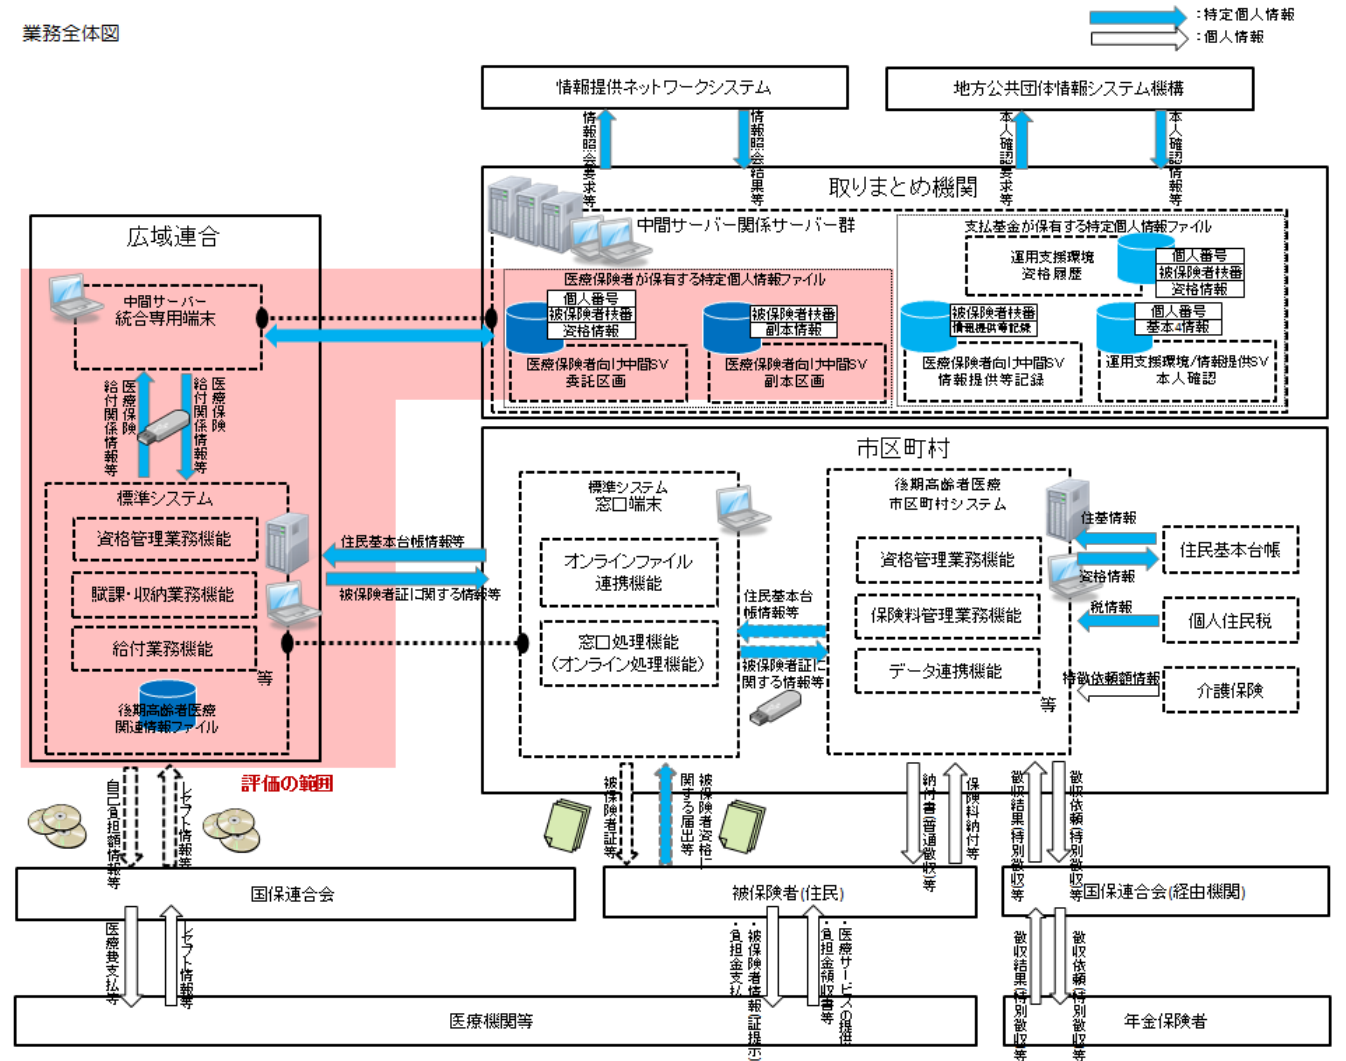 業務全体図
:特定個人情報
:個人情報
情報提供ネットワークシステム
地方公共団体情報システム機構
情報照会要求等
情報照会結果等
本人確認要求等
本人確認情報等
取りまとめ機関
中間サーバー関係サーバー群
医療保険者が保有する特定個人情報ファイル
個人番号
被保険者枝番
資格情報
医療保険者向け中間SV
委託区画
被保険者枝番
副本情報
医療保険者向け中間SV
副本区画
支払基金が保有する特定個人情報ファイル
運用支援環境
資格履歴
個人番号
被保険者枝番
資格情報
被保険者枝番
情報提供等記録
医療保険者向け中間SV
情報提供等記録
個人番号
基本4情報
運用支援環境/情報提供SV
本人確認
広域連合
中間サーバー
統合専用端末
医療保険
給付関係情報等
医療保険
給付関係情報等
標準システム
資格管理業務機能
賦課・収納業務機能
給付業務機能
等
後期高齢者医療
関連情報ファイル
評価の範囲
住民基本台帳情報等
被保険者証に関する情報等
市区町村
標準システム
窓口端末
オンラインファイル
連携機能
窓口処理機能
(オンライン処理機能)
住民基本台
帳情報等
被保険者証に
関する情報等
後期高齢者医療
市区町村システム
資格管理業務機能
保険料管理業務機能
データ連携機能
等
住基情報
資格情報
税情報
特徴依頼額情報
住民基本台帳
個人住民税
介護保険
自己負担額情報等
レセプト情報等
被保険者証等
被保険者資格に
関する届出等
納付書(普通徴収)等
保険料納付等
徴収結果(特別徴収)等
徴収依頼(特別徴収)等
国保連合会
被保険者(住民)
国保連合会(経由機関)
医療費支払等
レセプト情報等
・被保険者情報(証提示)
・負担金支払
・医療サービスの提供
・負担金領収書等
徴収結果(特別徴収)等
徴収依頼(特別徴収)等
医療機関等
年金保険者